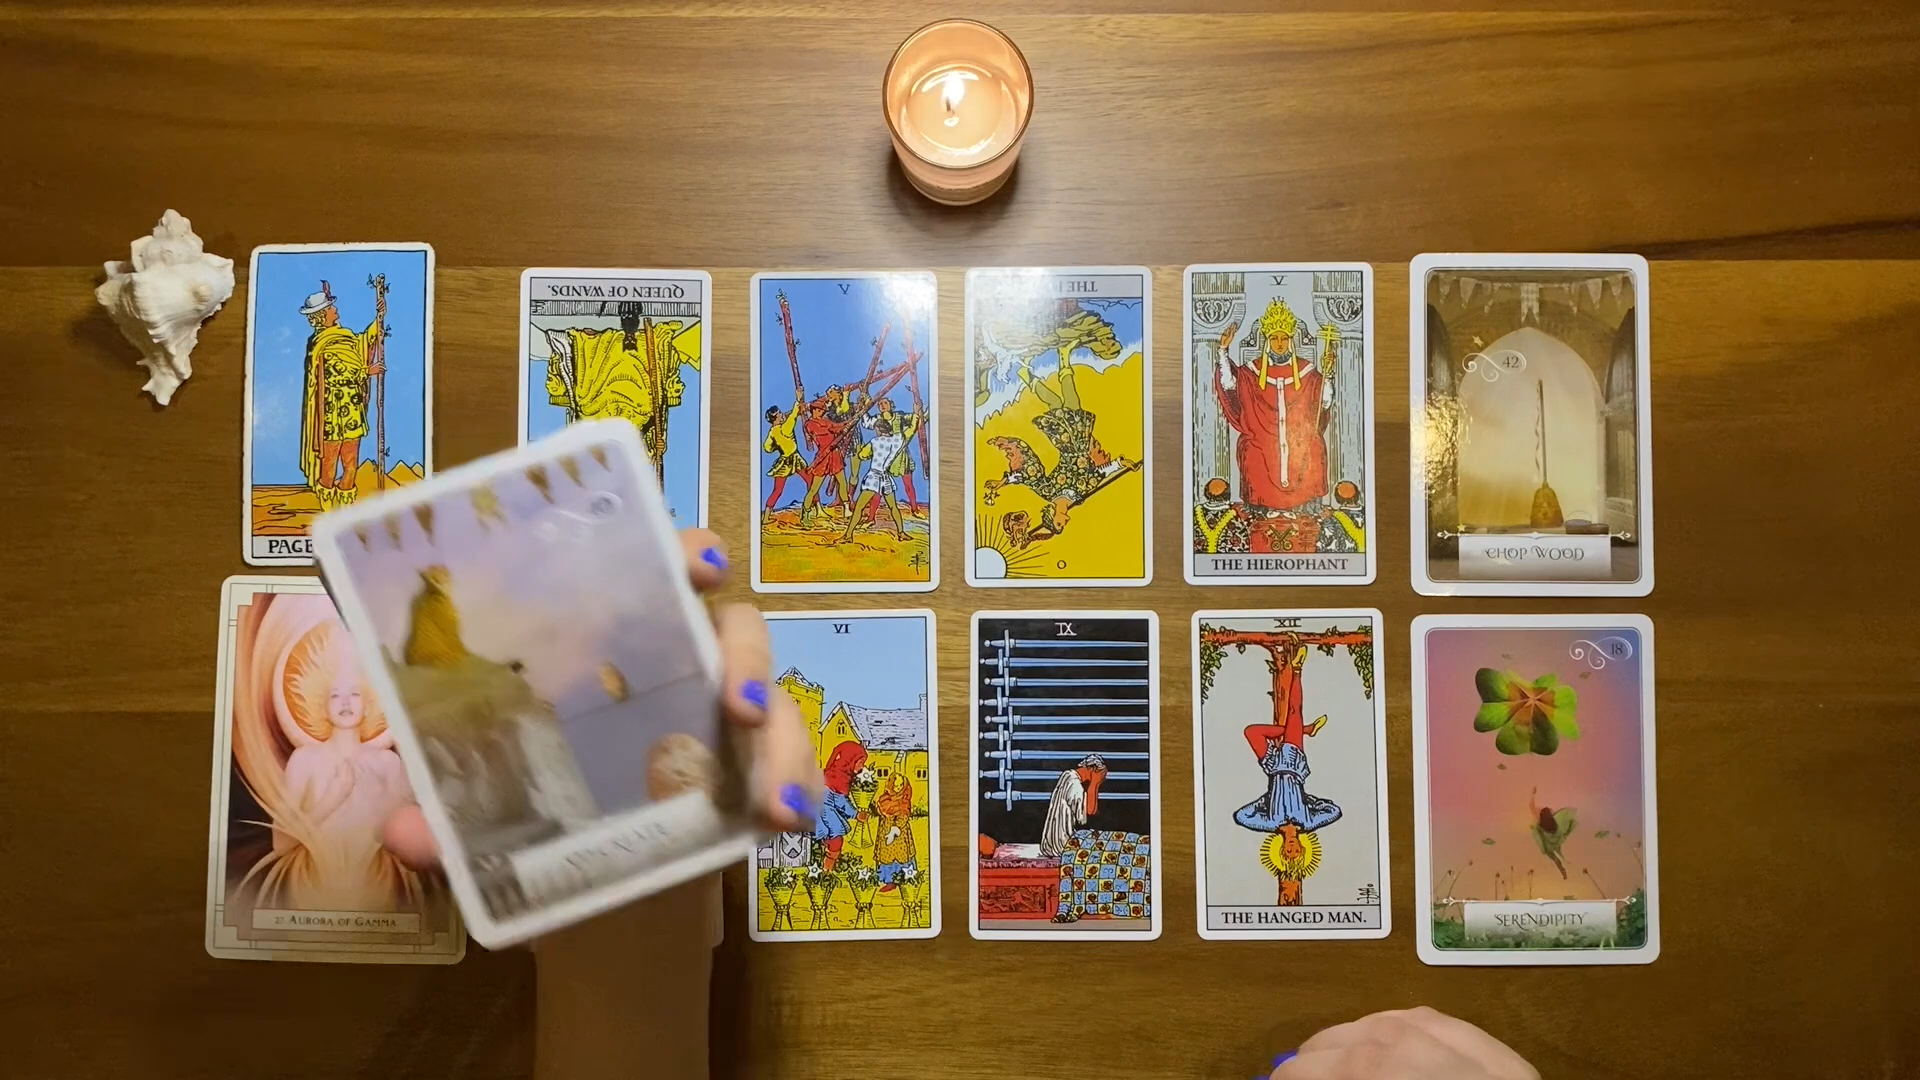 QUEEN OF WANDS.
V
V
42
PAGE
O
THE HIEROPHANT
CHOP WOOD
VI
IX
XII
18
27 AURORA OF GAMMA
THE HANGED MAN.
SERENDIPITY